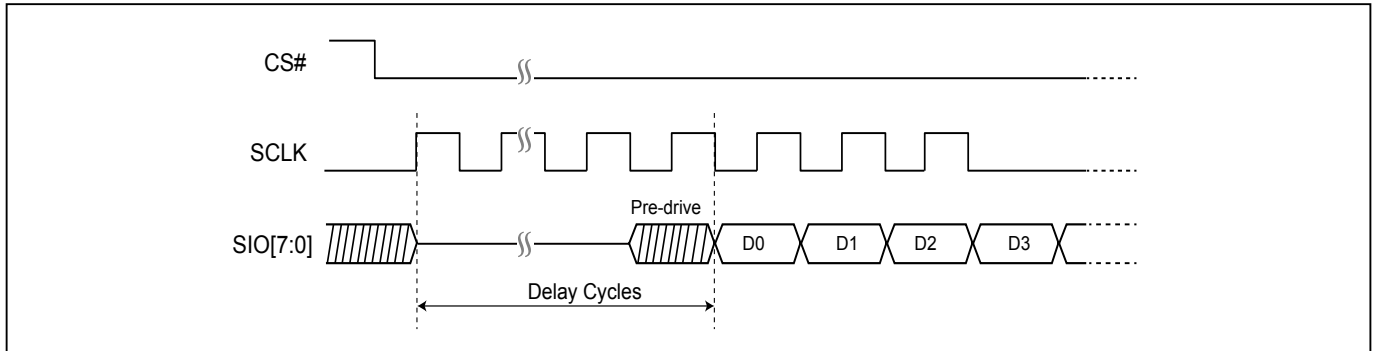 CS#
SCLK
Pre-drive
SIO[7:0]
D0
D1
D2
D3
Delay Cycles